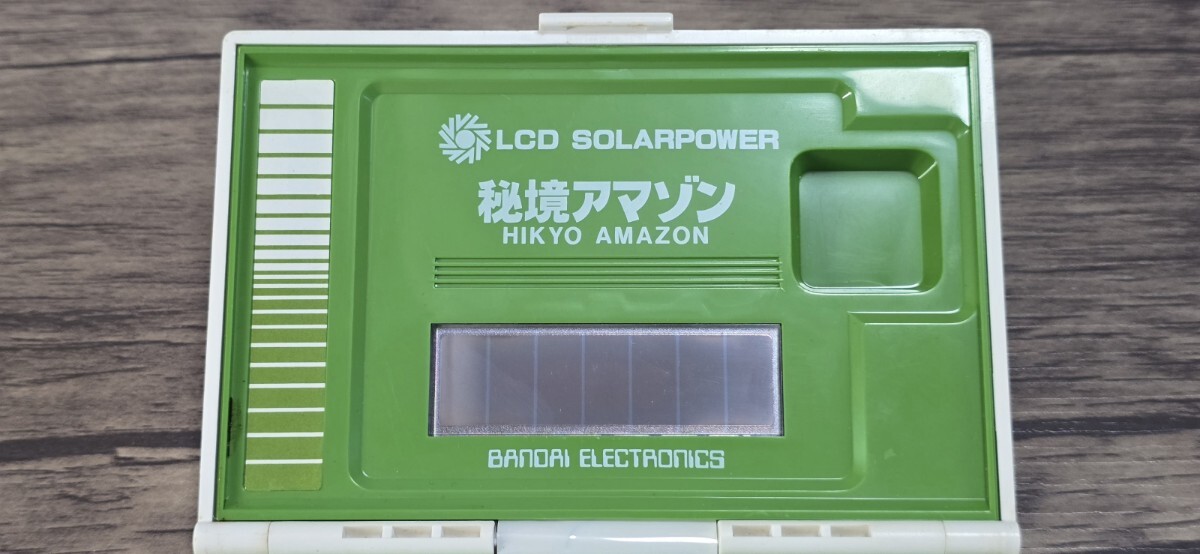 LCD SOLARPOWER
秘境アマゾン
HIKYO AMAZON
BANDAI ELECTRONICS